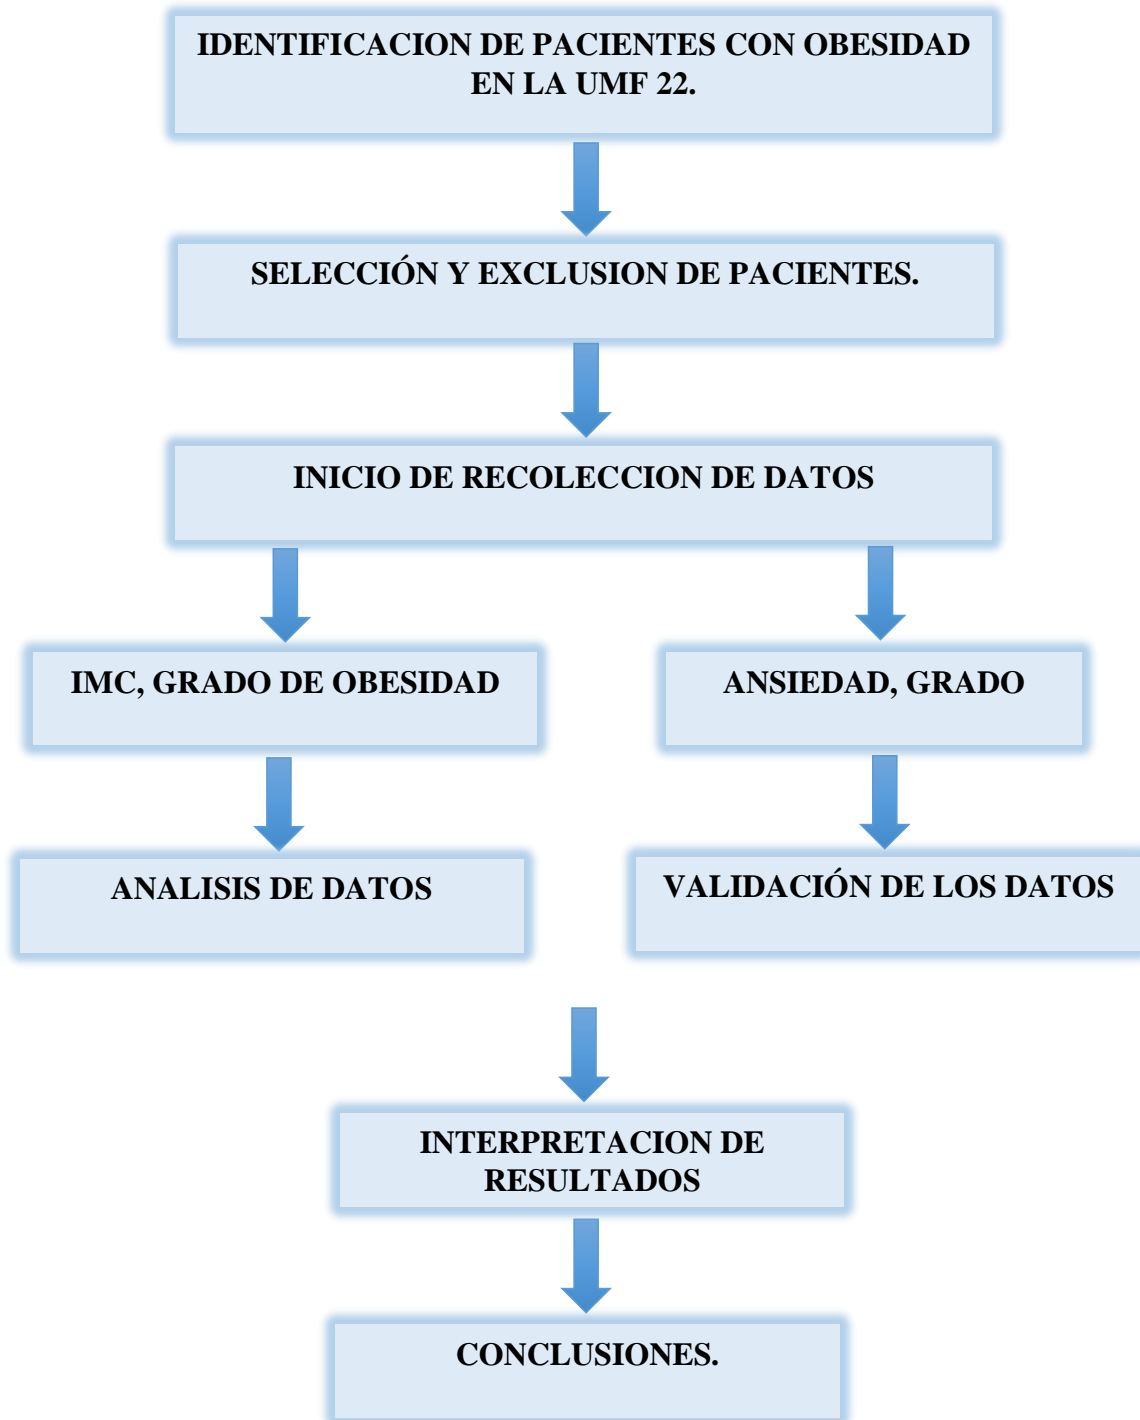 IDENTIFICACION DE PACIENTES CON OBESIDAD
EN LA UMF 22.
SELECCIÓN Y EXCLUSION DE PACIENTES.
INICIO DE RECOLECCION DE DATOS
IMC, GRADO DE OBESIDAD
ANSIEDAD, GRADO
ANALISIS DE DATOS
VALIDACIÓN DE LOS DATOS
INTERPRETACION DE
RESULTADOS
CONCLUSIONES.